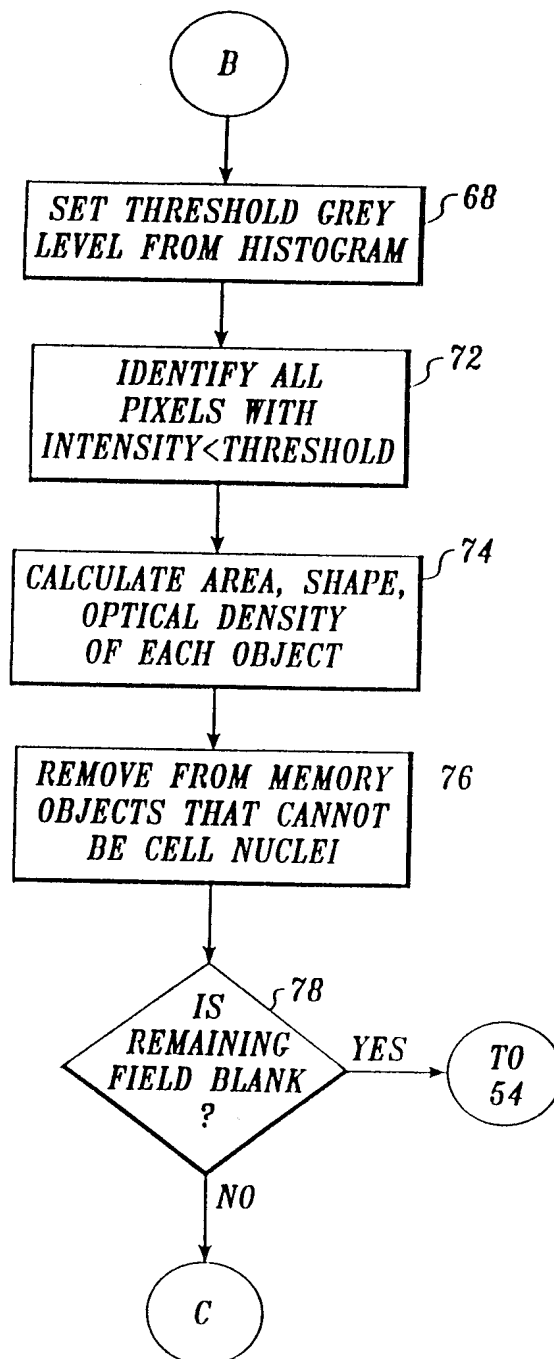 B
68
SET THRESHOLD GREY
LEVEL FROM HISTOGRAM
72
IDENTIFY ALL
PIXELS WITH
INTENSITY<THRESHOLD
74
CALCULATE AREA, SHAPE,
OPTICAL DENSITY
OF EACH OBJECT
REMOVE FROM MEMORY
76
OBJECTS THAT CANNOT
BE CELL NUCLEI
78
IS
REMAINING
FIELD BLANK
?
YES
TO
54
NO
C